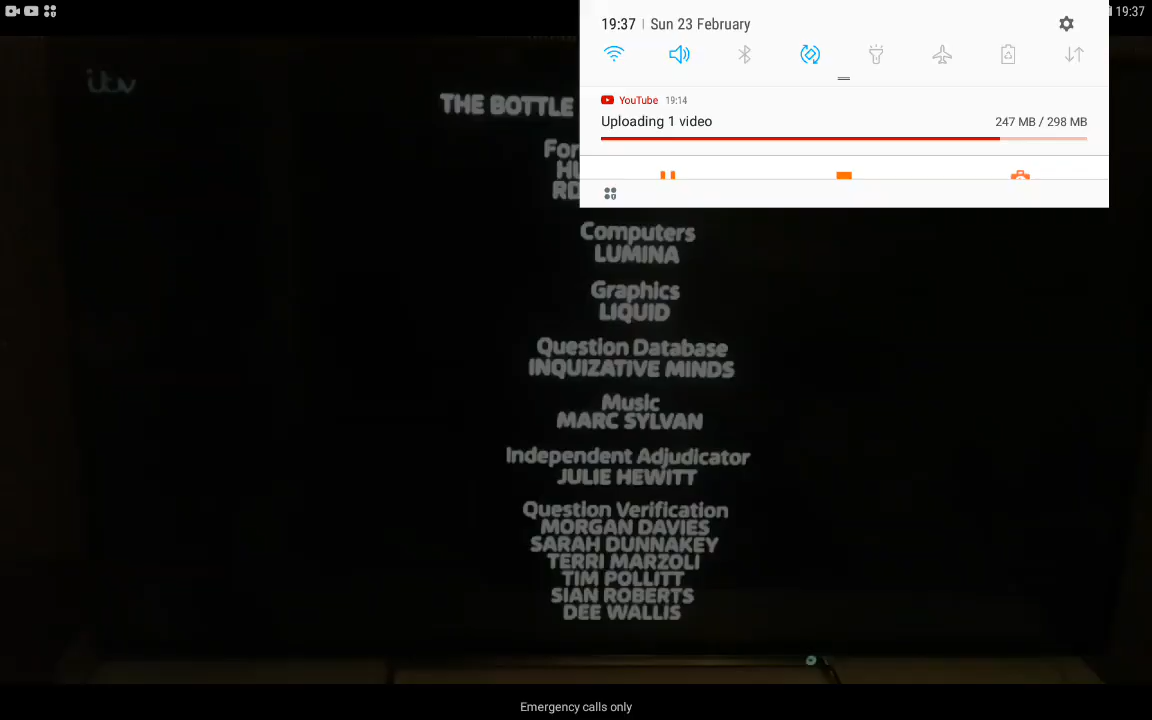 19:37
19:37 | Sun 23 February
YouTube 19:14
Uploading 1 video
247 MB / 298 MB
itv
THE BOTTLE
For
Computers
LUMINA
Graphics
LIQUID
Question Database
INQUIZATIVE MINDS
Music
MARC SYLVAN
Independent Adjudicator
JULIE HEWITT
Question Verification
MORGAN DAVIES
SARAH DUNNAKEY
TERRI MARZOLI
TIM POLLITT
SIAN ROBERTS
DEE WALLIS
Emergency calls only